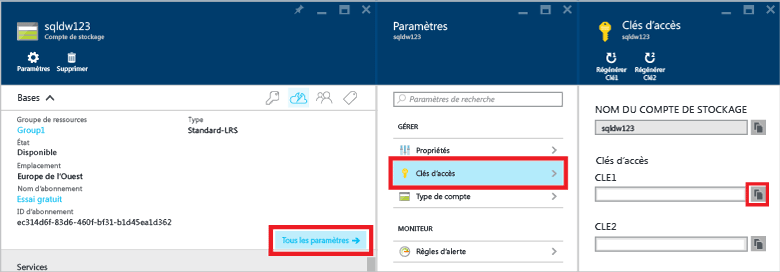 sqldw123
Compte de stockage
Paramètres
Supprimer
Bases
Groupe de ressources
Group1
Type
Standard-LRS
État
Disponible
Emplacement
Europe de l'Ouest
Nom d'abonnement
Essai gratuit
ID d'abonnement
ec314d6f-83d6-460f-bf31-b1d45ea1d362
Tous les paramètres
Services
Paramètres
sqldw123
Paramètres de recherche
GÉRER
Propriétés
Clés d'accès
Type de compte
MONITEUR
Règles d'alerte
Clés d'accès
sqldw123
Régénérer
Clé1
Régénérer
Clé2
NOM DU COMPTE DE STOCKAGE
sqldw123
Clés d'accès
CLE1
CLE2